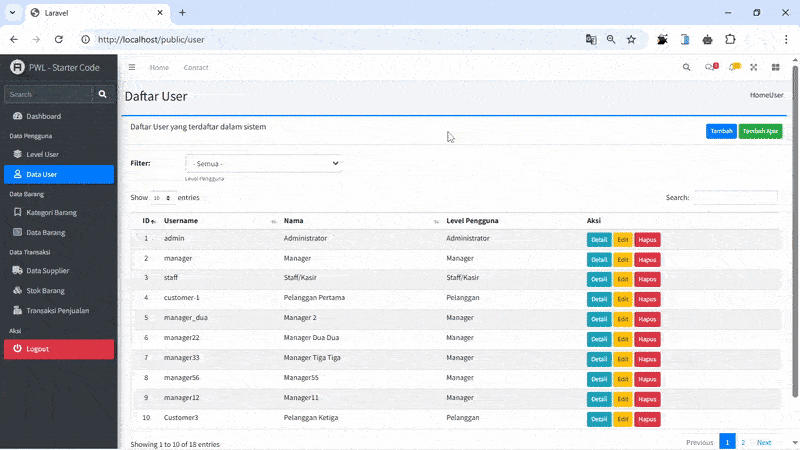 Laravel
http://localhost/public/user
PWL - Starter Code
Home Contact
Search
Daftar User
HomeUser
Dashboard
Data Pengguna
Level User
Data User
Data Barang
Kategori Barang
Data Barang
Data Transaksi
Data Supplier
Stok Barang
Transaksi Penjualan
Aksi
Logout
Daftar User yang terdaftar dalam sistem
Tambah Tambah Ajax
Filter: - Semua -
Level Pengguna
Show 10 entries Search:
ID Username Nama Level Pengguna Aksi
1 admin Administrator Administrator Detail Edit Hapus
2 manager Manager Manager Detail Edit Hapus
3 staff Staff/Kasir Staff/Kasir Detail Edit Hapus
4 customer-1 Pelanggan Pertama Pelanggan Detail Edit Hapus
5 manager_dua Manager 2 Manager Detail Edit Hapus
6 manager22 Manager Dua Dua Manager Detail Edit Hapus
7 manager33 Manager Tiga Tiga Manager Detail Edit Hapus
8 manager56 Manager55 Manager Detail Edit Hapus
9 manager12 Manager11 Manager Detail Edit Hapus
10 Customer3 Pelanggan Ketiga Pelanggan Detail Edit Hapus
Showing 1 to 10 of 18 entries
Previous 1 2 Next